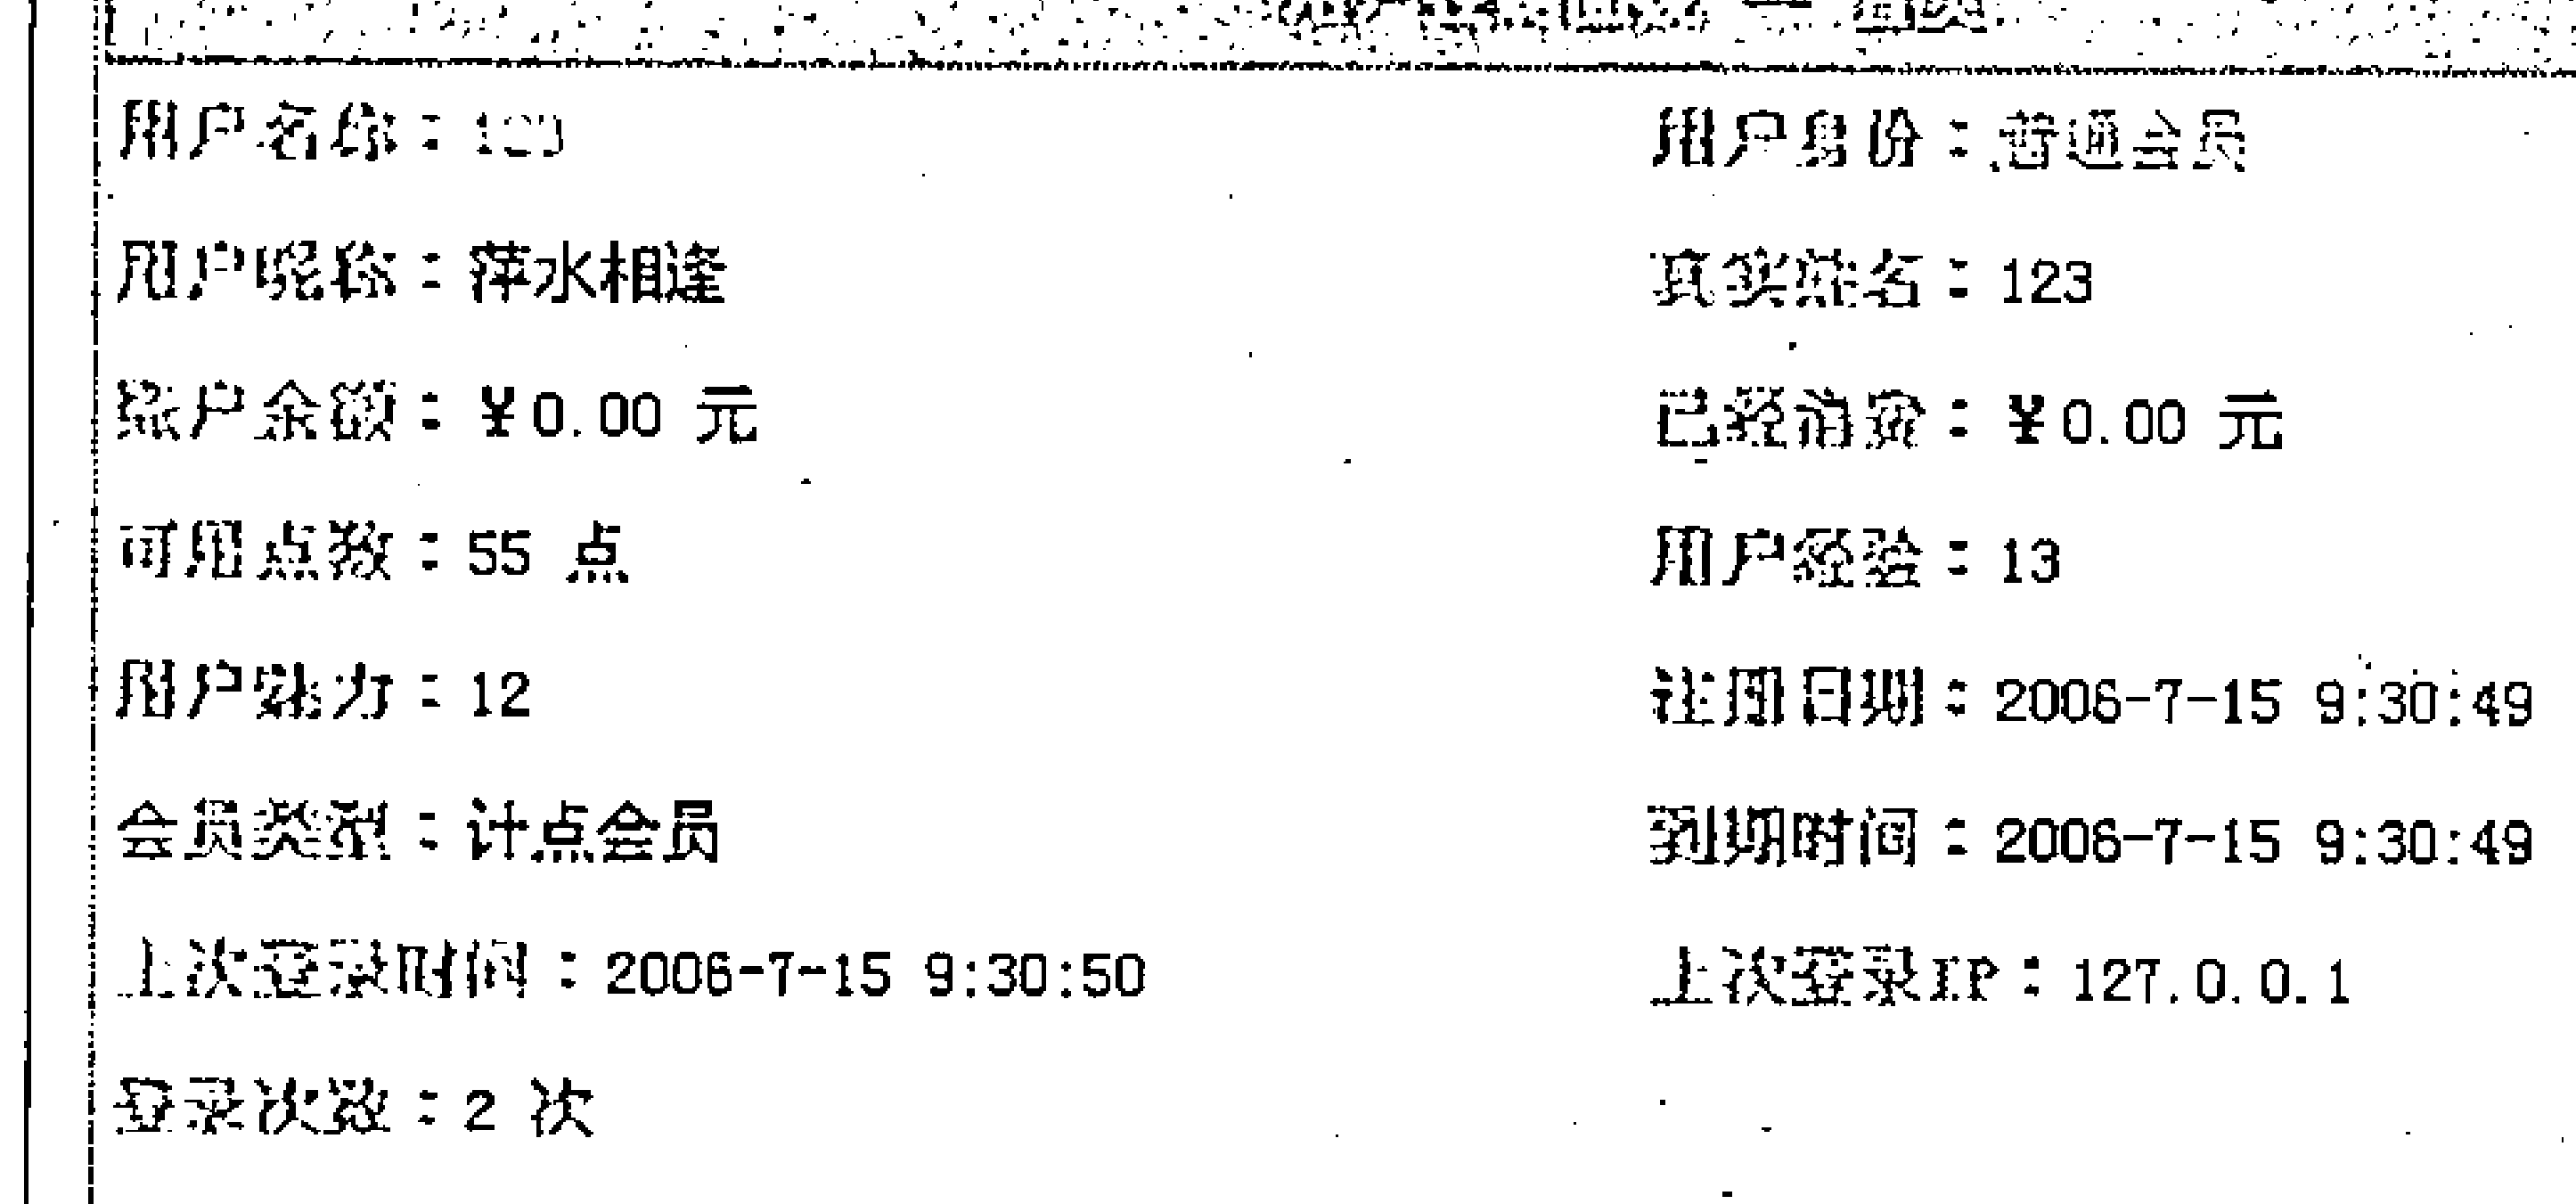 用户名称： 用户身份：普通会员
用户昵称：萍水相逢 真实姓名：123
账户余额：¥0.00 元 已经消费：¥0.00 元
可用点数：55 点 用户经验：13
用户魅力：12 注册日期：2006-7-15 9:30:49
会员类型：计点会员 到期时间：2006-7-15 9:30:49
上次登录时间：2006-7-15 9:30:50 上次登录IP：127.0.0.1
登录次数：2 次